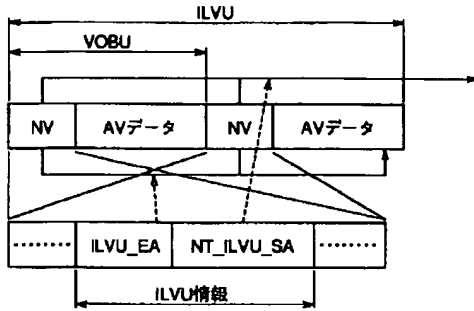 ILVU
VOBU
NV AVデータ NV AVデータ
ILVU_EA NT_ILVU_SA
ILVU情報